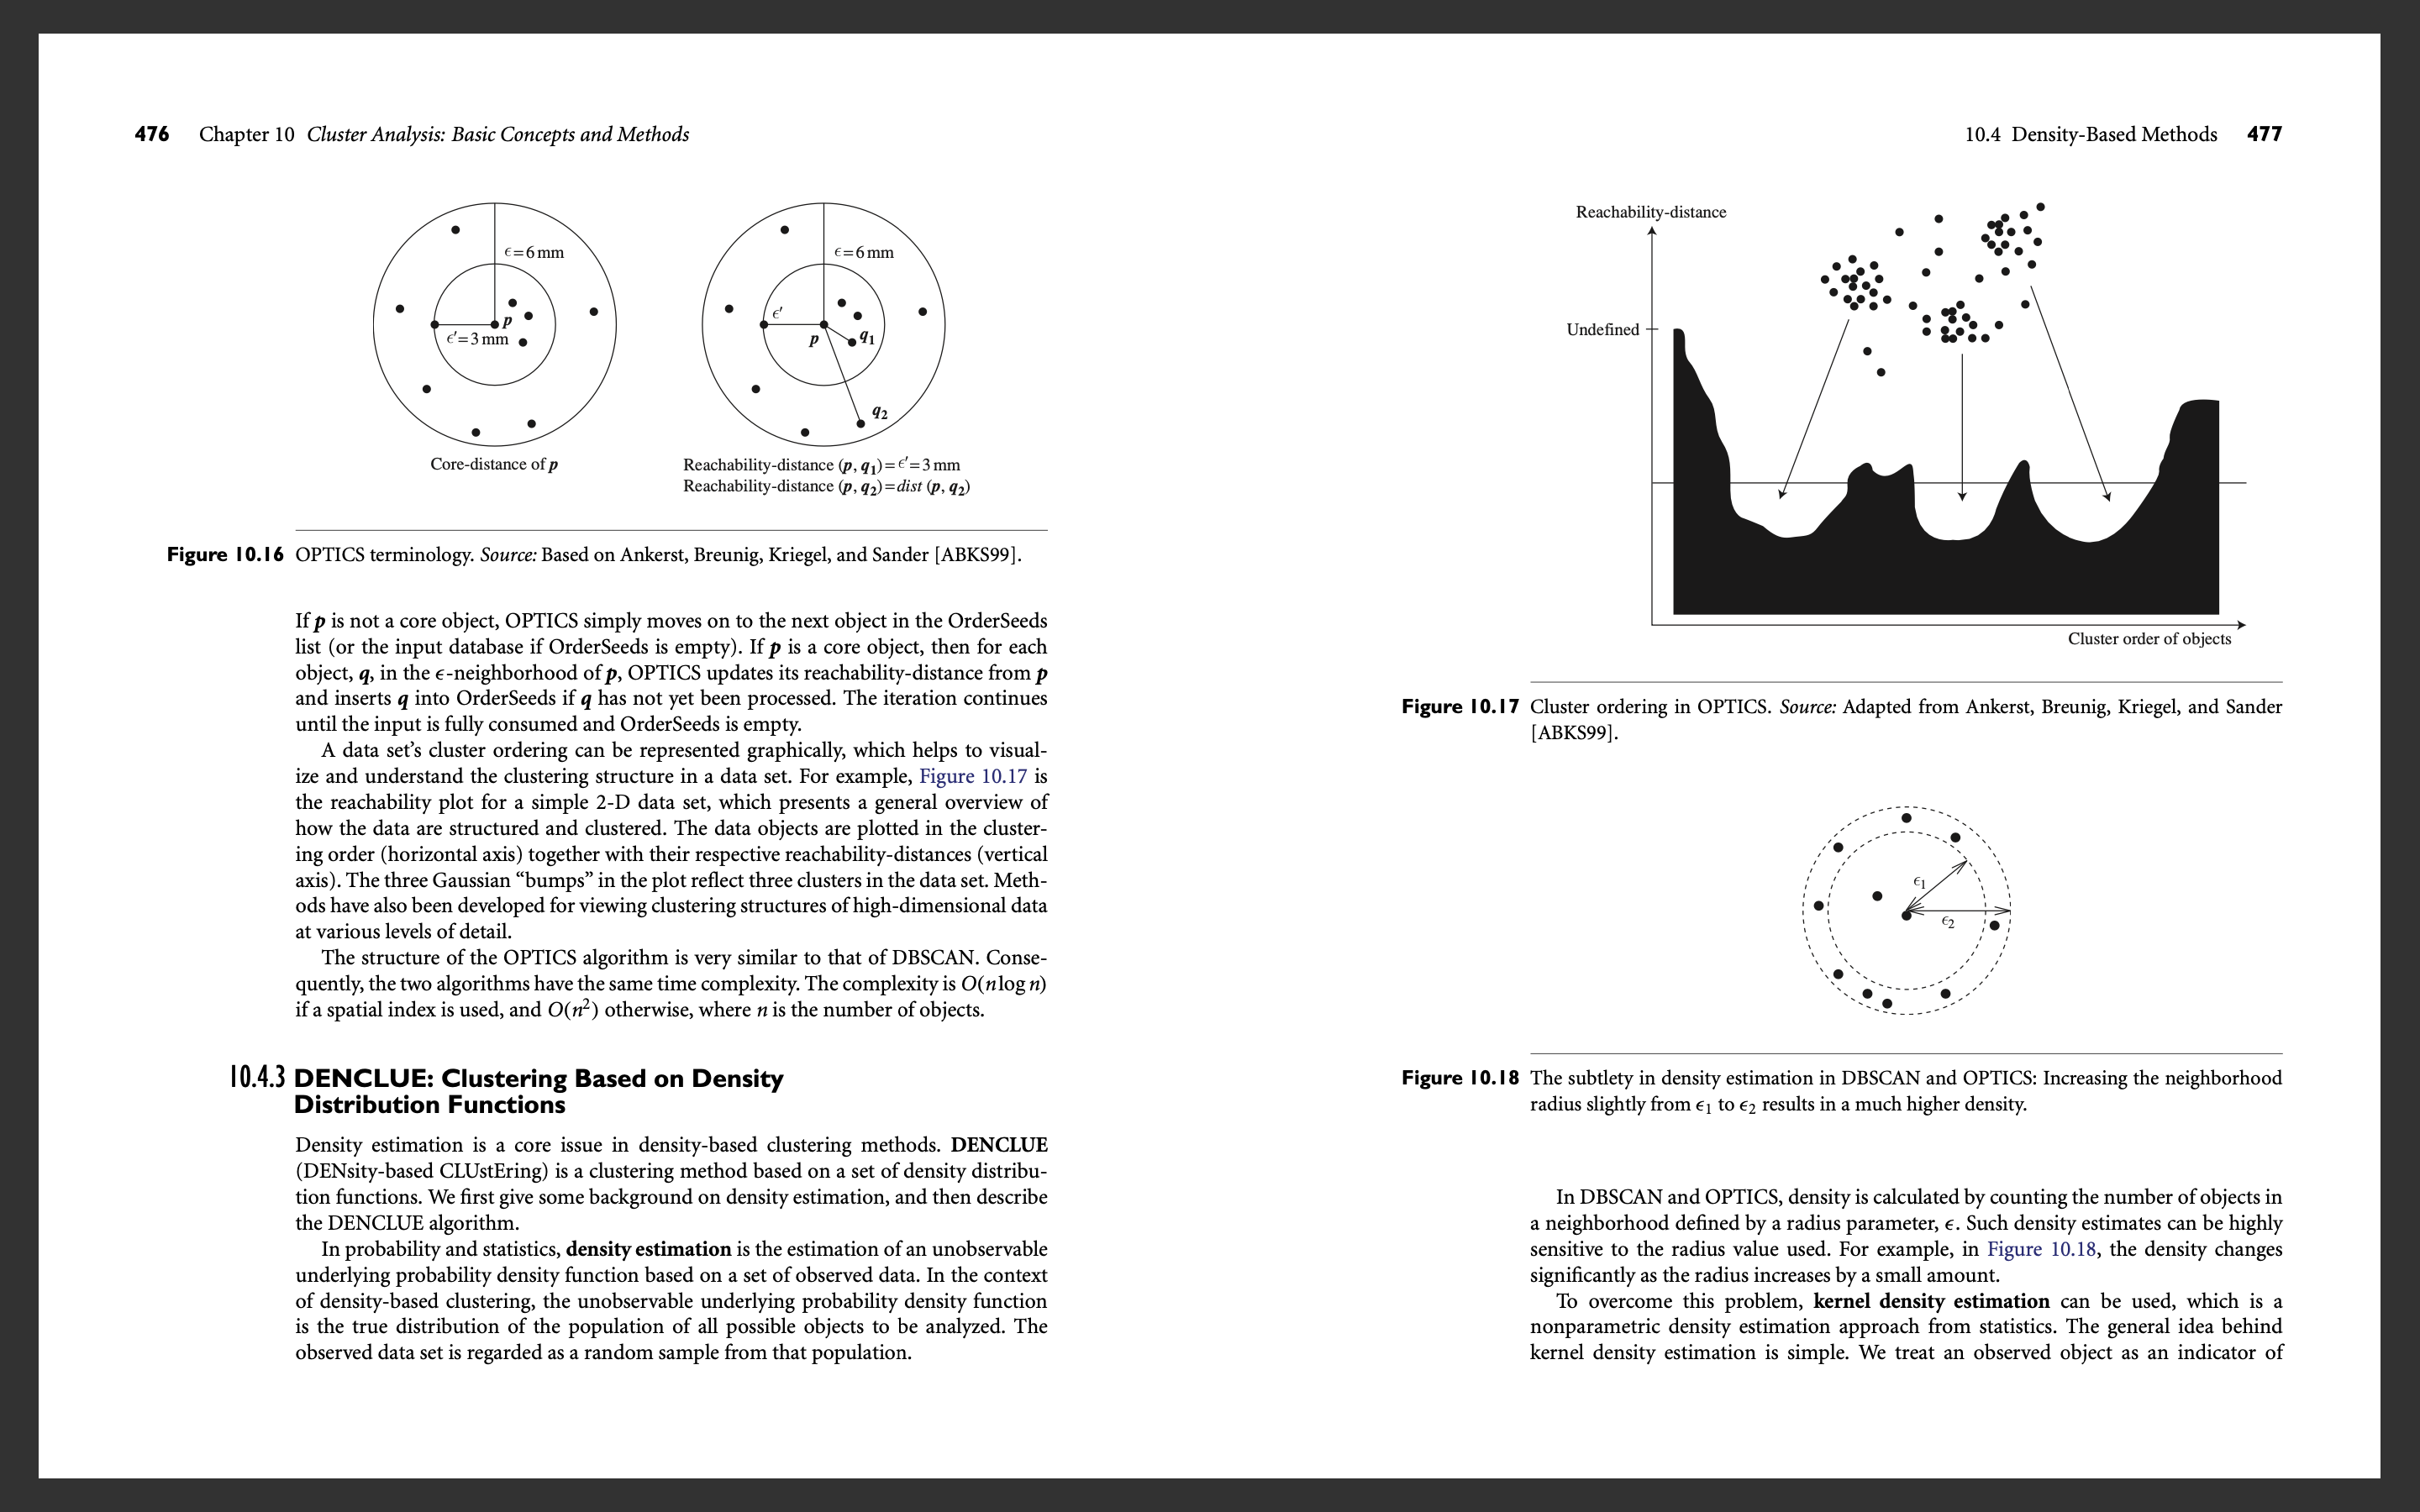 476 Chapter 10 Cluster Analysis: Basic Concepts and Methods
ϵ=6 mm
p
ϵ′=3 mm
Core-distance of p
ϵ=6 mm
ϵ′
p
q1
q2
Reachability-distance (p, q1)=ϵ′=3 mm
Reachability-distance (p, q2)=dist (p, q2)
Figure 10.16 OPTICS terminology. Source: Based on Ankerst, Breunig, Kriegel, and Sander [ABKS99].
If p is not a core object, OPTICS simply moves on to the next object in the OrderSeeds
list (or the input database if OrderSeeds is empty). If p is a core object, then for each
object, q, in the ϵ-neighborhood of p, OPTICS updates its reachability-distance from p
and inserts q into OrderSeeds if q has not yet been processed. The iteration continues
until the input is fully consumed and OrderSeeds is empty.
A data set's cluster ordering can be represented graphically, which helps to visual-
ize and understand the clustering structure in a data set. For example, Figure 10.17 is
the reachability plot for a simple 2-D data set, which presents a general overview of
how the data are structured and clustered. The data objects are plotted in the cluster-
ing order (horizontal axis) together with their respective reachability-distances (vertical
axis). The three Gaussian “bumps” in the plot reflect three clusters in the data set. Meth-
ods have also been developed for viewing clustering structures of high-dimensional data
at various levels of detail.
The structure of the OPTICS algorithm is very similar to that of DBSCAN. Conse-
quently, the two algorithms have the same time complexity. The complexity is O(n log n)
if a spatial index is used, and O(n²) otherwise, where n is the number of objects.
10.4.3 DENCLUE: Clustering Based on Density
Distribution Functions
Density estimation is a core issue in density-based clustering methods. DENCLUE
(DENsity-based CLUstEring) is a clustering method based on a set of density distribu-
tion functions. We first give some background on density estimation, and then describe
the DENCLUE algorithm.
In probability and statistics, density estimation is the estimation of an unobservable
underlying probability density function based on a set of observed data. In the context
of density-based clustering, the unobservable underlying probability density function
is the true distribution of the population of all possible objects to be analyzed. The
observed data set is regarded as a random sample from that population.
10.4 Density-Based Methods 477
Reachability-distance
Undefined
Cluster order of objects
Figure 10.17 Cluster ordering in OPTICS. Source: Adapted from Ankerst, Breunig, Kriegel, and Sander
[ABKS99].
ϵ1
ϵ2
Figure 10.18 The subtlety in density estimation in DBSCAN and OPTICS: Increasing the neighborhood
radius slightly from ϵ1 to ϵ2 results in a much higher density.
In DBSCAN and OPTICS, density is calculated by counting the number of objects in
a neighborhood defined by a radius parameter, ϵ. Such density estimates can be highly
sensitive to the radius value used. For example, in Figure 10.18, the density changes
significantly as the radius increases by a small amount.
To overcome this problem, kernel density estimation can be used, which is a
nonparametric density estimation approach from statistics. The general idea behind
kernel density estimation is simple. We treat an observed object as an indicator of